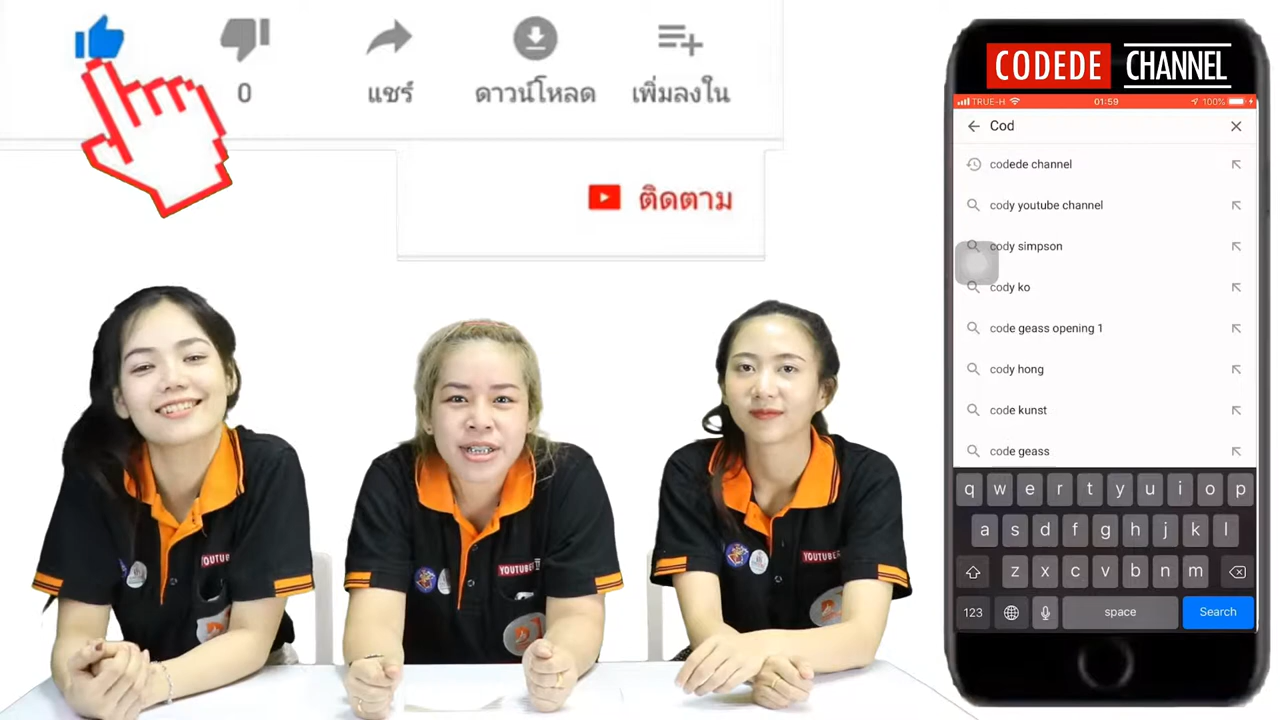 0
แชร์
ดาวน์โหลด
เพิ่มลงใน
ติดตาม
YOUTUBE
YOUTUBER
YOUTUBER
CODEDE CHANNEL
TRUE-H 01:59 100%
Cod
codede channel
cody youtube channel
cody simpson
cody ko
code geass opening 1
cody hong
code kunst
code geass
q w e r t y u i o p
a s d f g h j k l
z x c v b n m
123 space Search